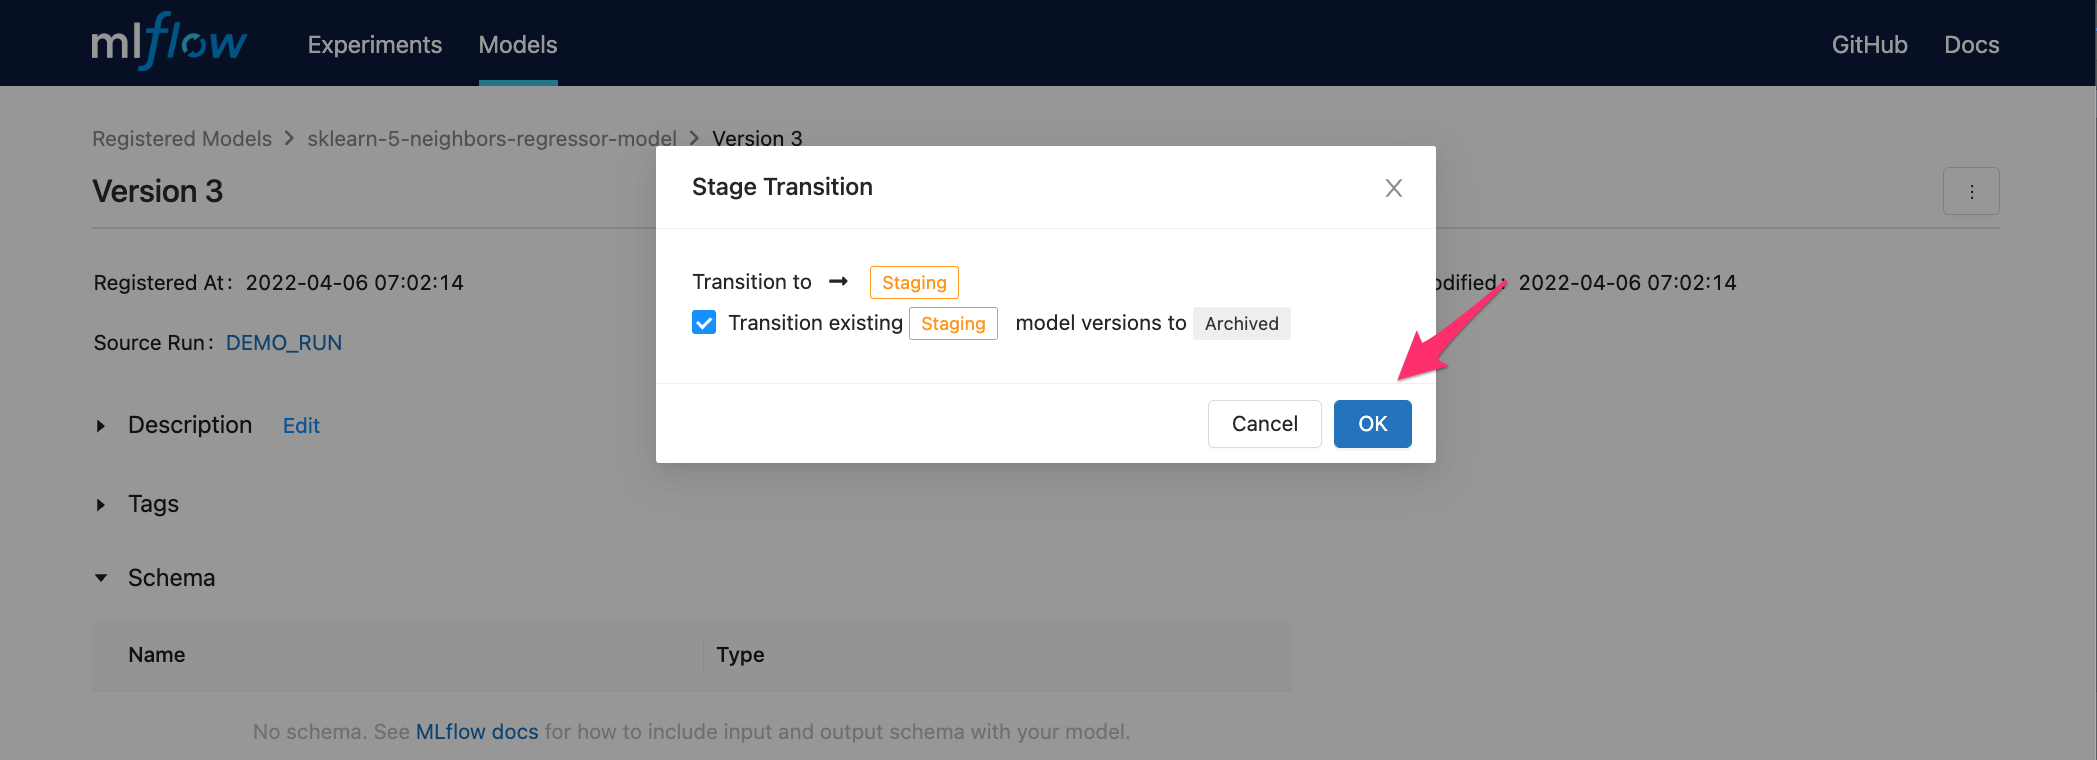 mlflow Experiments Models GitHub Docs
Registered Models > sklearn-5-neighbors-regressor-model > Version 3
Version 3
Stage Transition
Transition to → Staging
Transition existing Staging model versions to Archived
Cancel OK
Registered At: 2022-04-06 07:02:14
odified: 2022-04-06 07:02:14
Source Run: DEMO_RUN
Description Edit
Tags
Schema
Name Type
No schema. See MLflow docs for how to include input and output schema with your model.